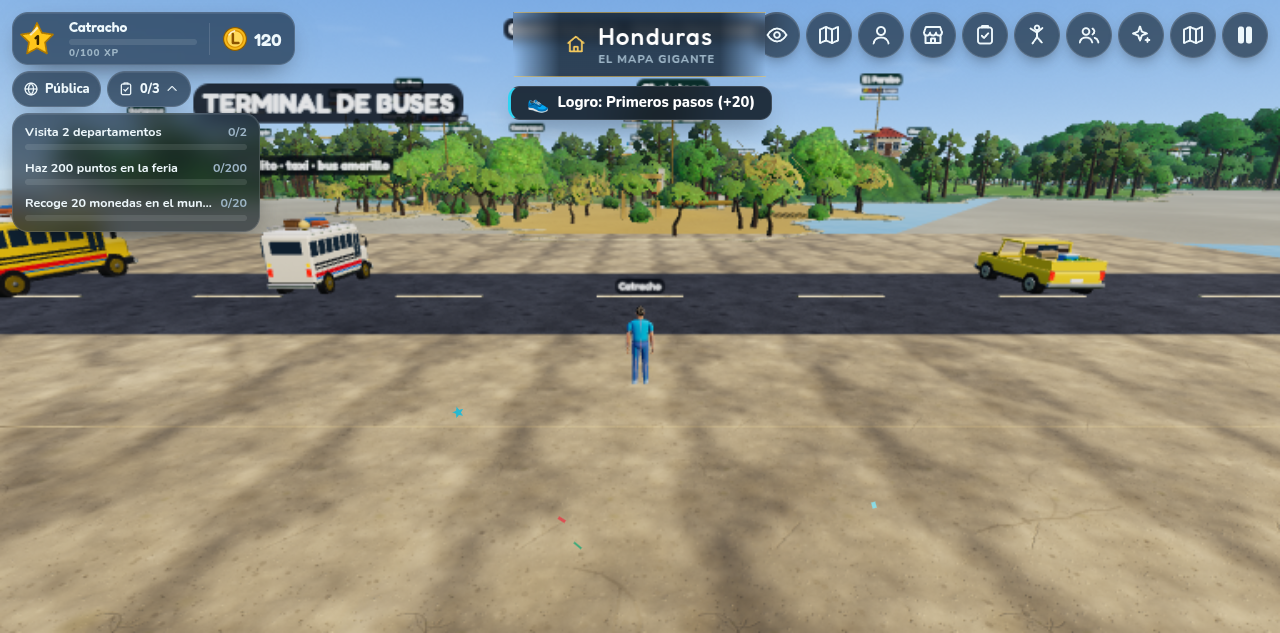 1
Catracho
0/100 XP
120
Honduras
EL MAPA GIGANTE
Pública
0/3
TERMINAL DE BUSES
Logro: Primeros pasos (+20)
El Paraíso
Visita 2 departamentos 0/2
Haz 200 puntos en la feria 0/200
Recoge 20 monedas en el mun... 0/20
taxi · bus amarillo
Catracho